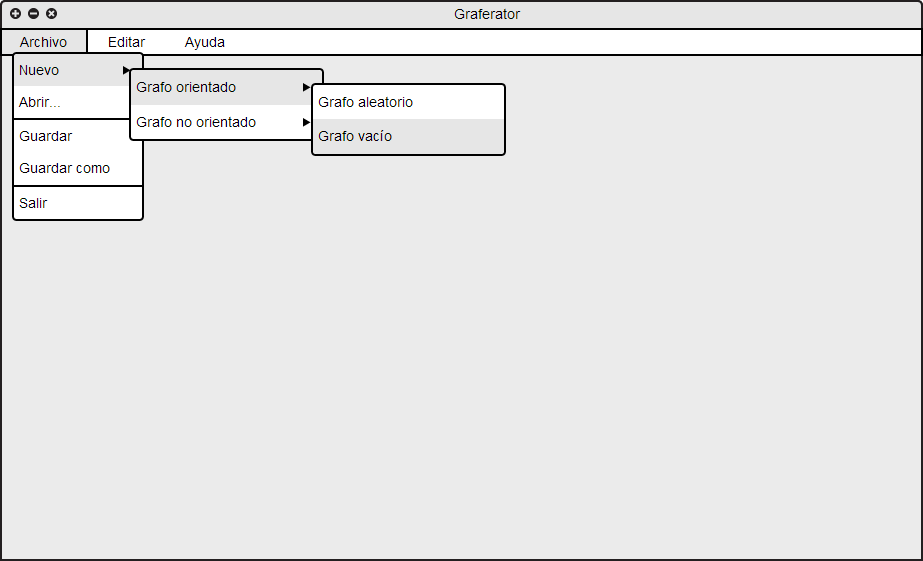 Graferator
Archivo Editar Ayuda
Nuevo
Abrir...
Guardar
Guardar como
Salir
Grafo orientado
Grafo no orientado
Grafo aleatorio
Grafo vacío